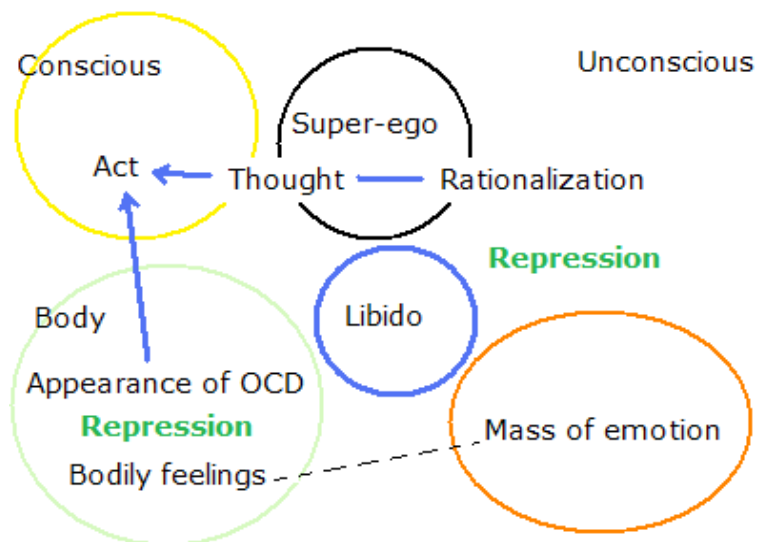 Conscious
Unconscious
Super-ego
Act
Thought
Rationalization
Repression
Body
Libido
Appearance of OCD
Repression
Mass of emotion
Bodily feelings